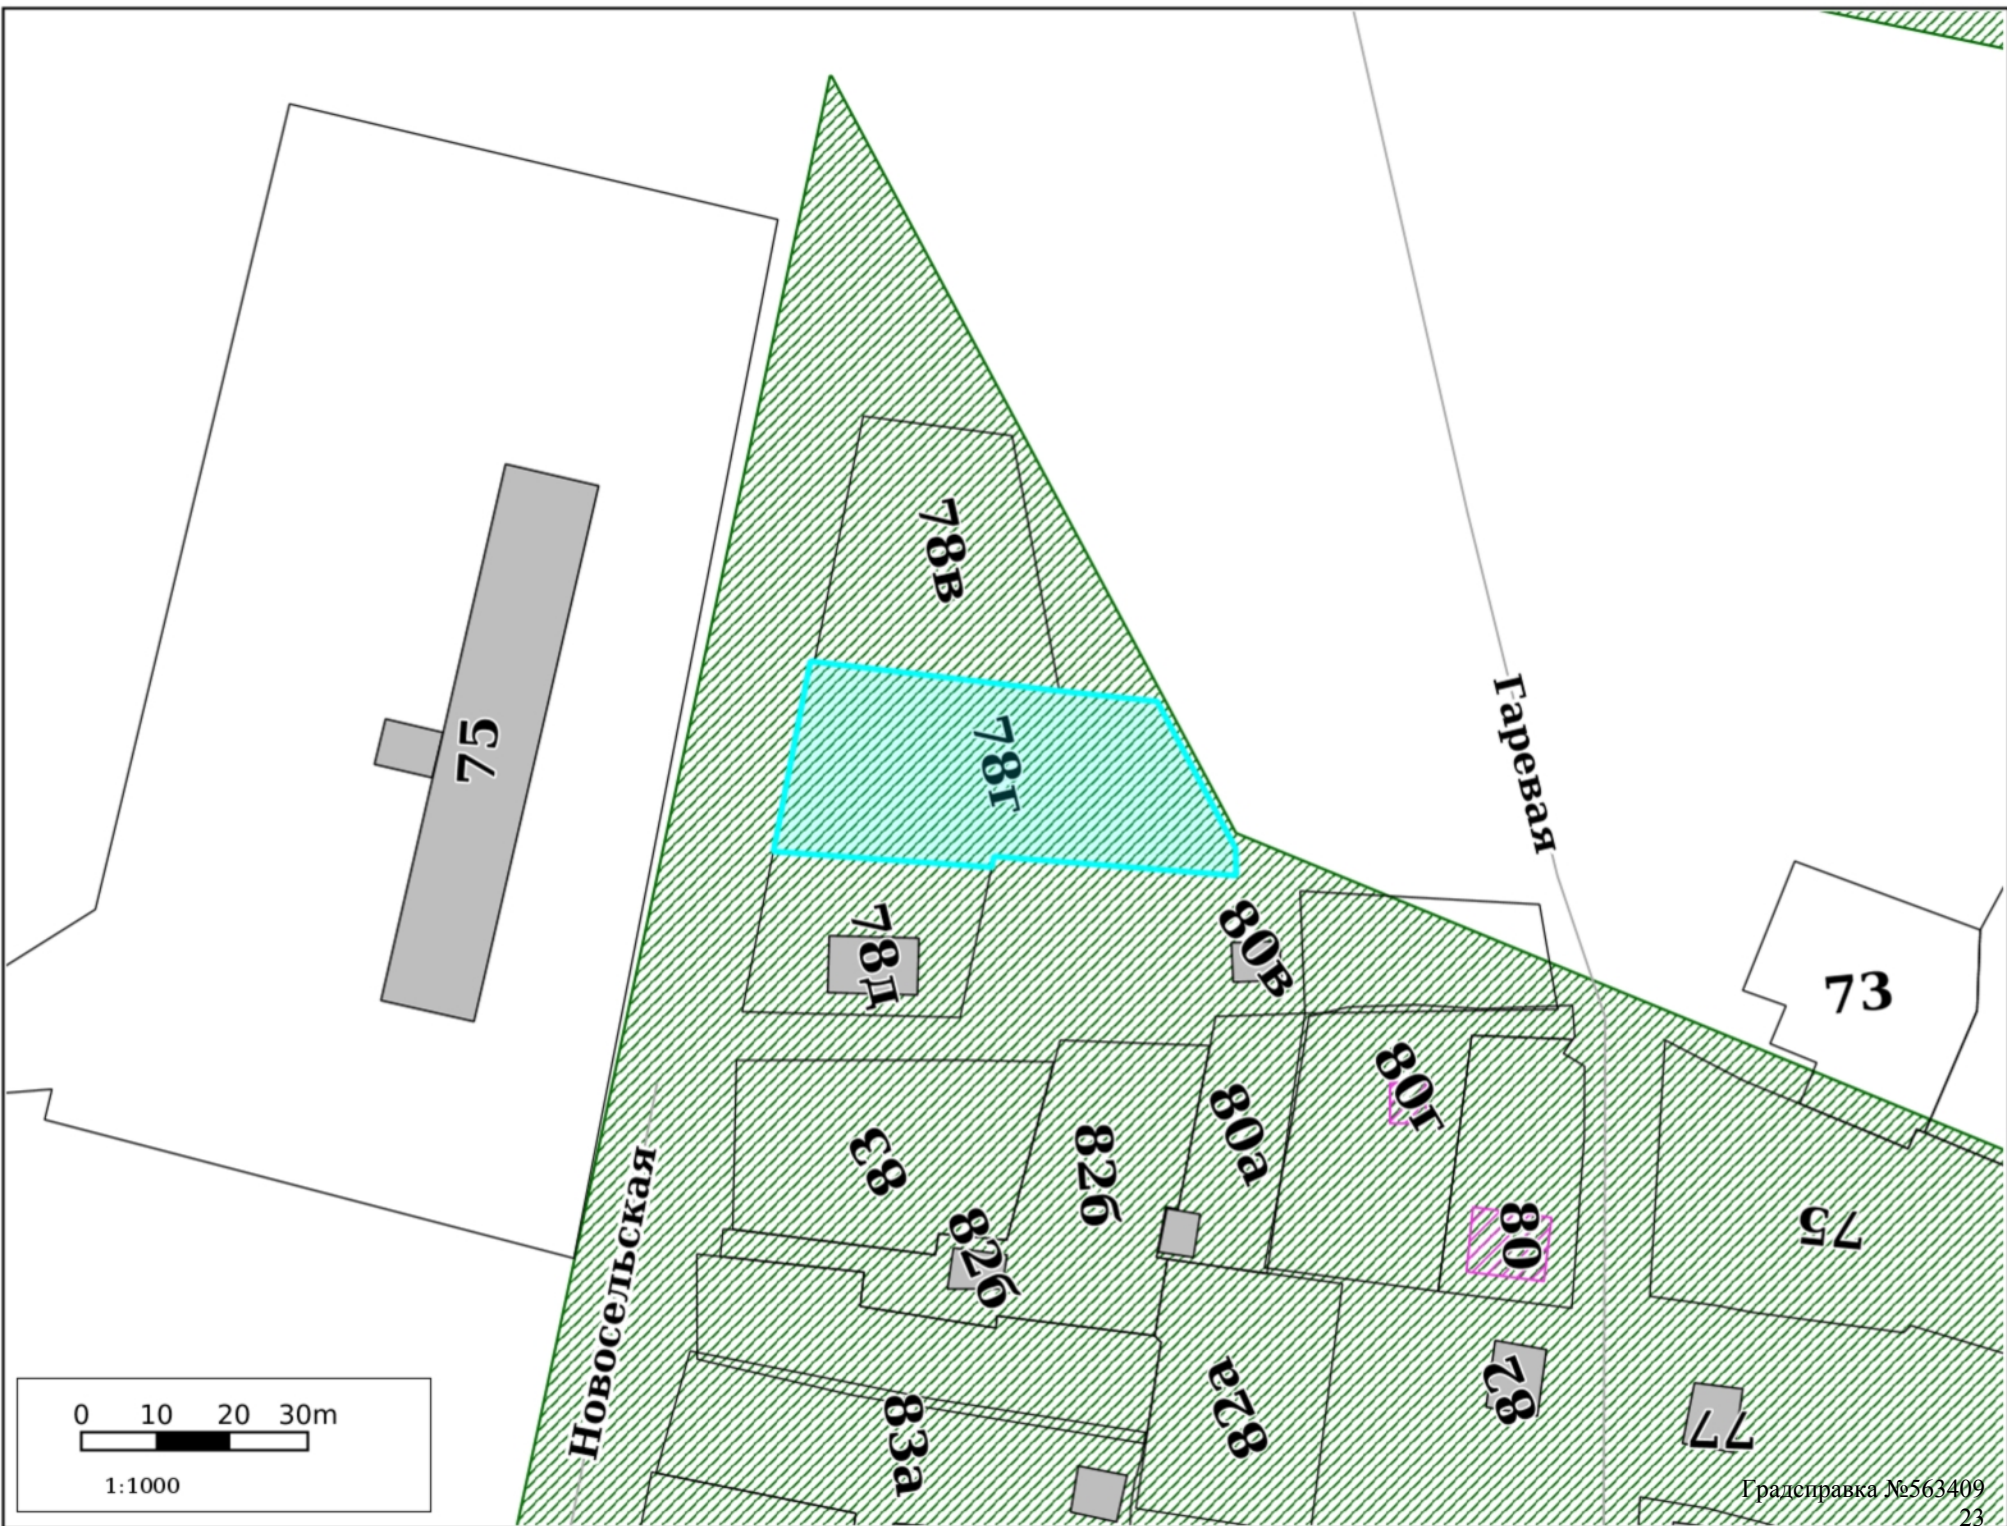 78в
78г
75
Гаревая
78д
80в
73
80г
80а
83
82б
82б
80
75
Новосельская
83а
82а
82
77
0 10 20 30m
1:1000
Градсправка №563409
23